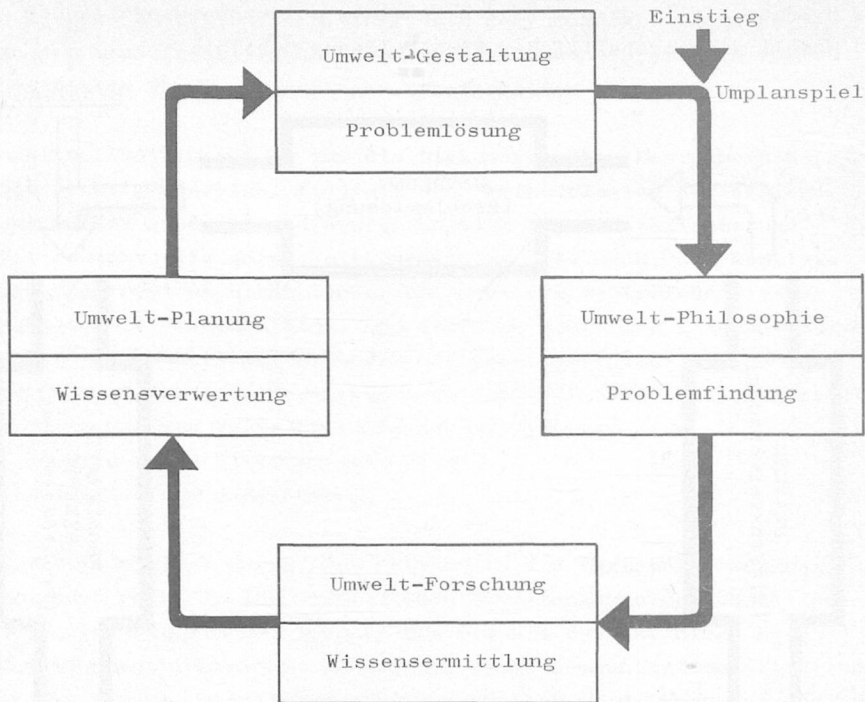 Einstieg
Umwelt-Gestaltung
Umplanspiel
Problemlösung
Umwelt-Planung
Umwelt-Philosophie
Wissensverwertung
Problemfindung
Umwelt-Forschung
Wissensermittlung